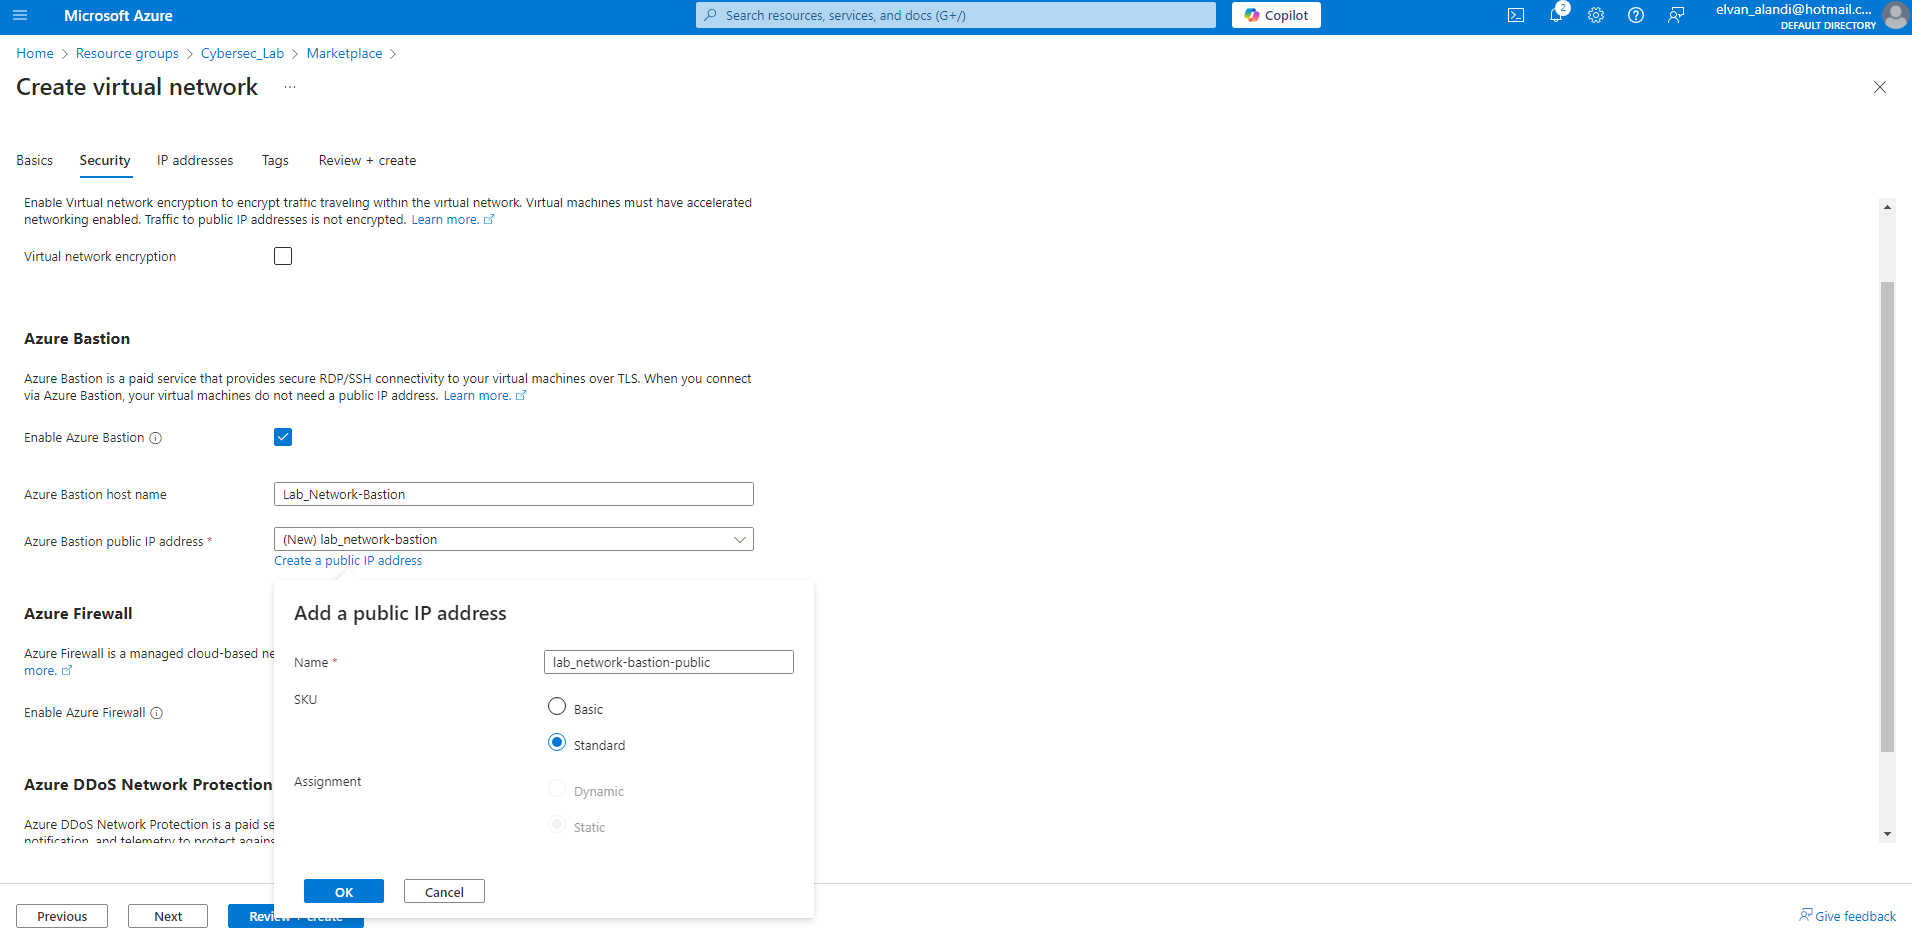 Microsoft Azure
Search resources, services, and docs (G+/)
Copilot
2
elvan_alandi@hotmail.c...
DEFAULT DIRECTORY
Home > Resource groups > Cybersec_Lab > Marketplace >
Create virtual network ...
Basics Security IP addresses Tags Review + create
Enable Virtual network encryption to encrypt traffic traveling within the virtual network. Virtual machines must have accelerated
networking enabled. Traffic to public IP addresses is not encrypted. Learn more.
Virtual network encryption
Azure Bastion
Azure Bastion is a paid service that provides secure RDP/SSH connectivity to your virtual machines over TLS. When you connect
via Azure Bastion, your virtual machines do not need a public IP address. Learn more.
Enable Azure Bastion
Azure Bastion host name
Lab_Network-Bastion
Azure Bastion public IP address *
(New) lab_network-bastion
Create a public IP address
Azure Firewall
Azure Firewall is a managed cloud-based ne
more.
Enable Azure Firewall
Azure DDoS Network Protection
Azure DDoS Network Protection is a paid se
notification, and telemetry to protect agains
Add a public IP address
Name *
lab_network-bastion-public
SKU
Basic
Standard
Assignment
Dynamic
Static
OK
Cancel
Previous
Next
Review + create
Give feedback